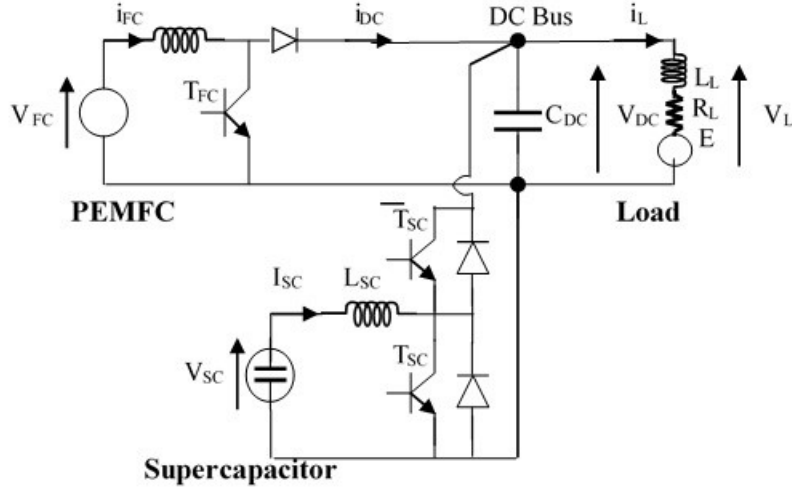 i_FC i_DC DC Bus i_L
L_L
T_FC R_L
V_FC C_DC V_DC V_L
E
PEMFC Load
T̅_SC
I_SC L_SC
T_SC
V_SC
Supercapacitor